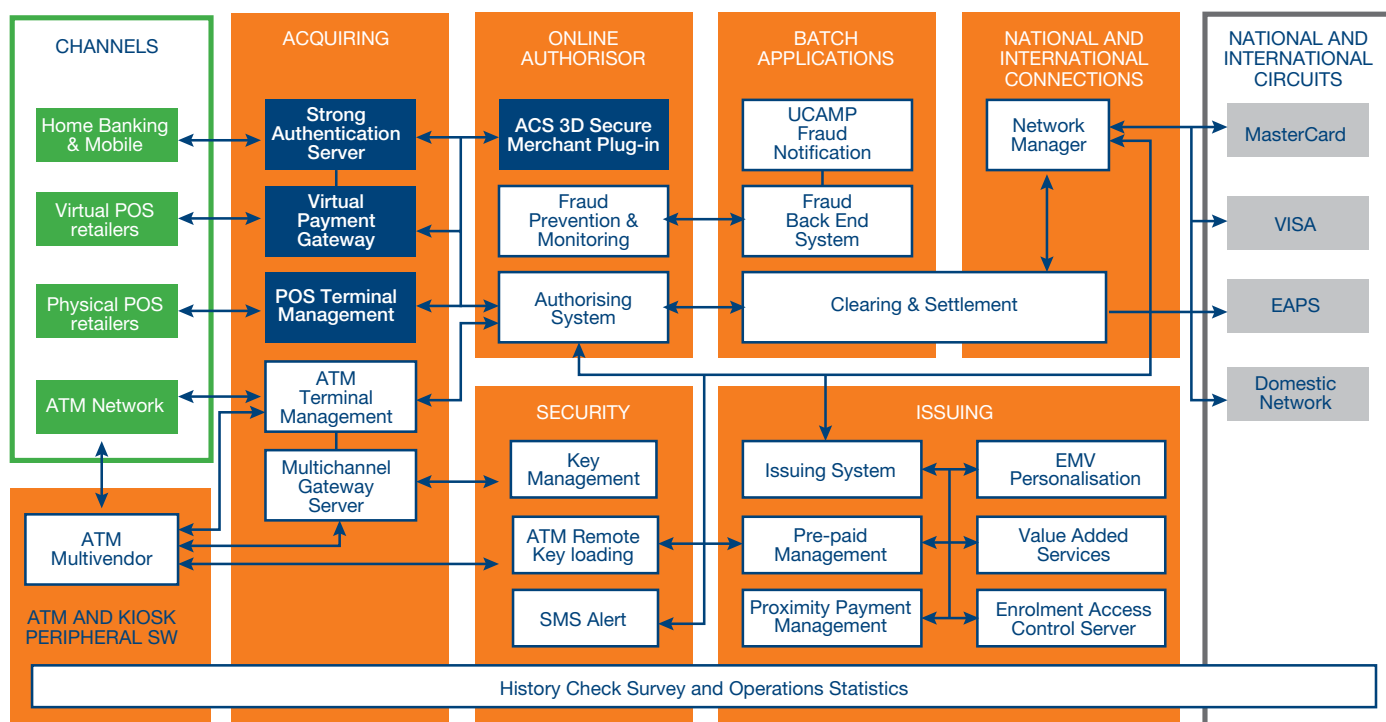 CHANNELS
Home Banking
& Mobile
Virtual POS
retailers
Physical POS
retailers
ATM Network
ACQUIRING
Strong
Authentication
Server
Virtual
Payment
Gateway
POS Terminal
Management
ATM
Terminal
Management
Multichannel
Gateway
Server
ONLINE
AUTHORISOR
ACS 3D Secure
Merchant Plug-in
Fraud
Prevention &
Monitoring
Authorising
System
BATCH
APPLICATIONS
UCAMP
Fraud
Notification
Fraud
Back End
System
Clearing & Settlement
NATIONAL AND
INTERNATIONAL
CONNECTIONS
Network
Manager
NATIONAL AND
INTERNATIONAL
CIRCUITS
MasterCard
VISA
EAPS
Domestic
Network
ATM
Multivendor
ATM AND KIOSK
PERIPHERAL SW
SECURITY
Key
Management
ATM Remote
Key loading
SMS Alert
ISSUING
Issuing System
EMV
Personalisation
Pre-paid
Management
Value Added
Services
Proximity Payment
Management
Enrolment Access
Control Server
History Check Survey and Operations Statistics